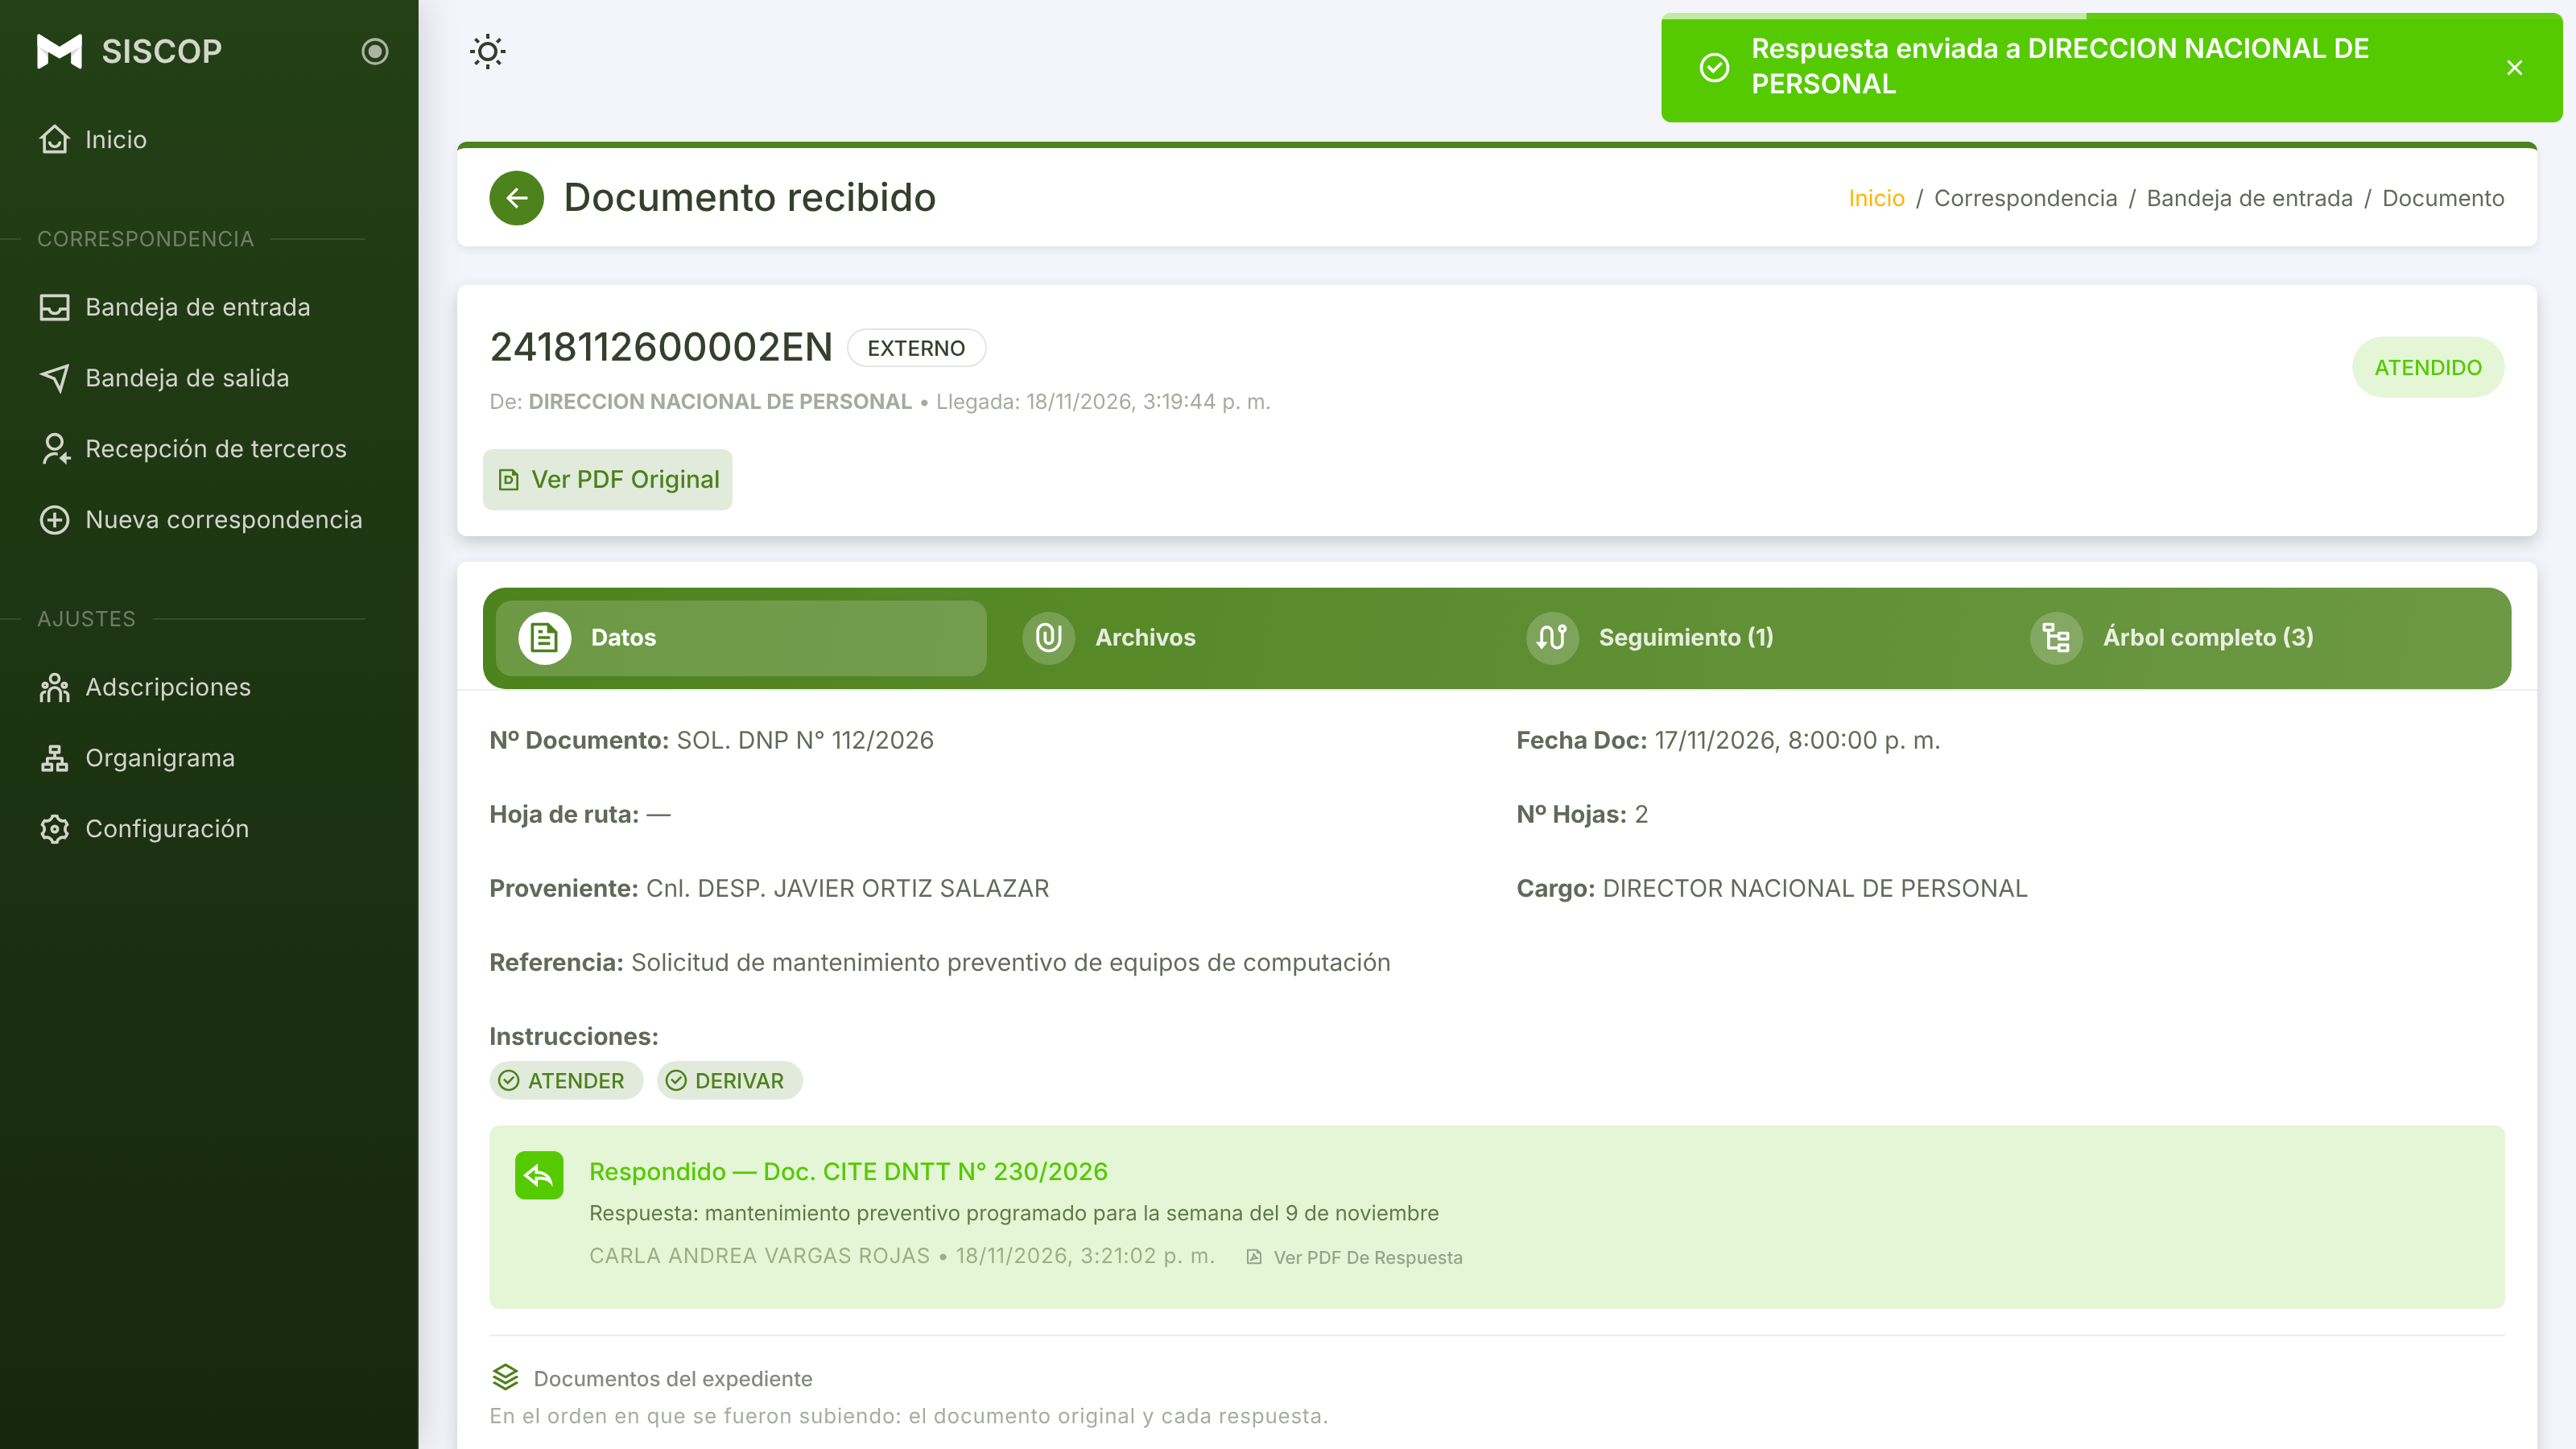 SISCOP
Inicio
CORRESPONDENCIA
Bandeja de entrada
Bandeja de salida
Recepción de terceros
Nueva correspondencia
AJUSTES
Adscripciones
Organigrama
Configuración
Respuesta enviada a DIRECCION NACIONAL DE
PERSONAL
Documento recibido
Inicio / Correspondencia / Bandeja de entrada / Documento
2418112600002EN EXTERNO
ATENDIDO
De: DIRECCION NACIONAL DE PERSONAL • Llegada: 18/11/2026, 3:19:44 p. m.
Ver PDF Original
Datos
Archivos
Seguimiento (1)
Árbol completo (3)
Nº Documento: SOL. DNP N° 112/2026
Fecha Doc: 17/11/2026, 8:00:00 p. m.
Hoja de ruta: —
Nº Hojas: 2
Proveniente: Cnl. DESP. JAVIER ORTIZ SALAZAR
Cargo: DIRECTOR NACIONAL DE PERSONAL
Referencia: Solicitud de mantenimiento preventivo de equipos de computación
Instrucciones:
ATENDER DERIVAR
Respondido — Doc. CITE DNTT N° 230/2026
Respuesta: mantenimiento preventivo programado para la semana del 9 de noviembre
CARLA ANDREA VARGAS ROJAS • 18/11/2026, 3:21:02 p. m. Ver PDF De Respuesta
Documentos del expediente
En el orden en que se fueron subiendo: el documento original y cada respuesta.